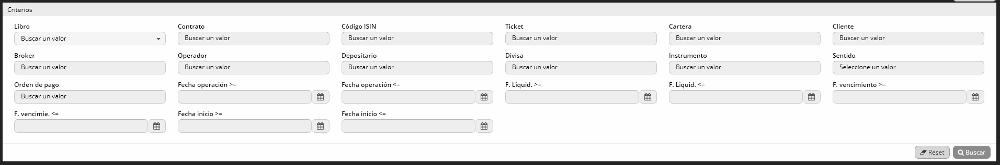 Criterios
Libro Contrato Código ISIN Ticket Cartera Cliente
Buscar un valor Buscar un valor Buscar un valor Buscar un valor Buscar un valor Buscar un valor
Broker Operador Depositario Divisa Instrumento Sentido
Buscar un valor Buscar un valor Buscar un valor Buscar un valor Buscar un valor Seleccione un valor
Orden de pago Fecha operación >= Fecha operación <= F. Liquid. >= F. Liquid. <= F. vencimiento >=
Buscar un valor
F. vencimie. <= Fecha inicio >= Fecha inicio <=
Reset Buscar